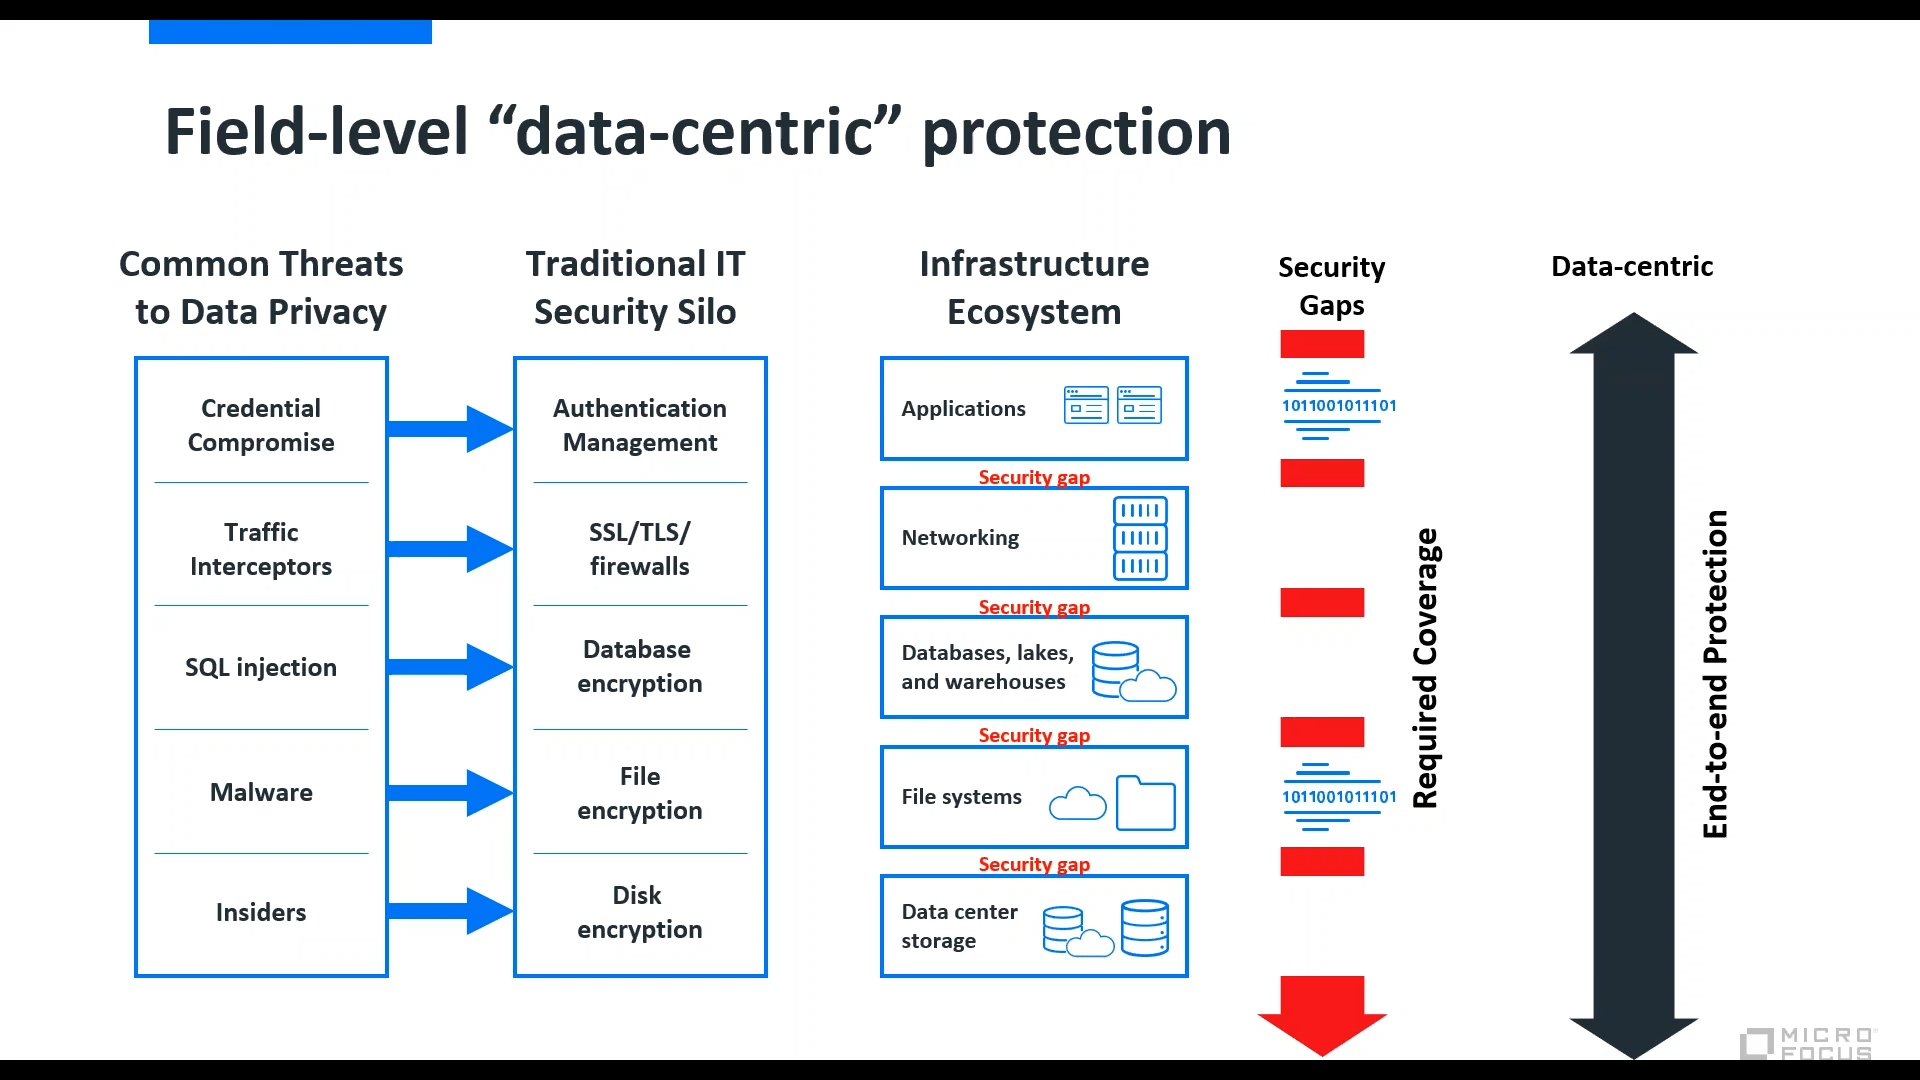 Field-level “data-centric” protection
Common Threats
to Data Privacy
Credential
Compromise
Traffic
Interceptors
SQL injection
Malware
Insiders
Traditional IT
Security Silo
Authentication
Management
SSL/TLS/
firewalls
Database
encryption
File
encryption
Disk
encryption
Infrastructure
Ecosystem
Applications
Security gap
Networking
Security gap
Databases, lakes,
and warehouses
Security gap
File systems
Security gap
Data center
storage
Security
Gaps
1011001011101
1011001011101
Required Coverage
Data-centric
End-to-end Protection
MICRO
FOCUS